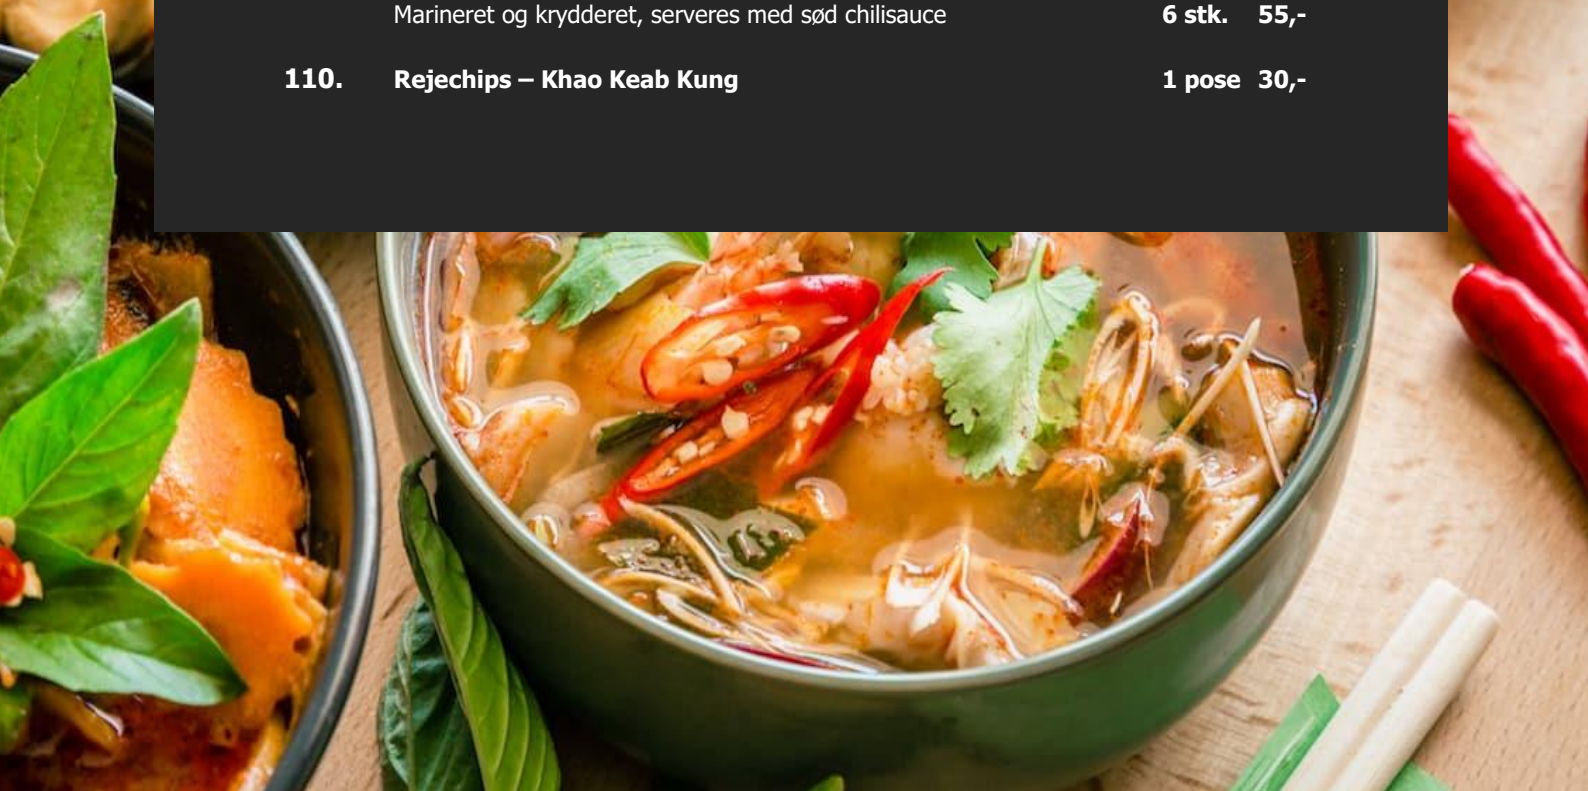 Marineret og krydderet, serveres med sød chilisauce 6 stk. 55,-
110. Rejechips – Khao Keab Kung 1 pose 30,-